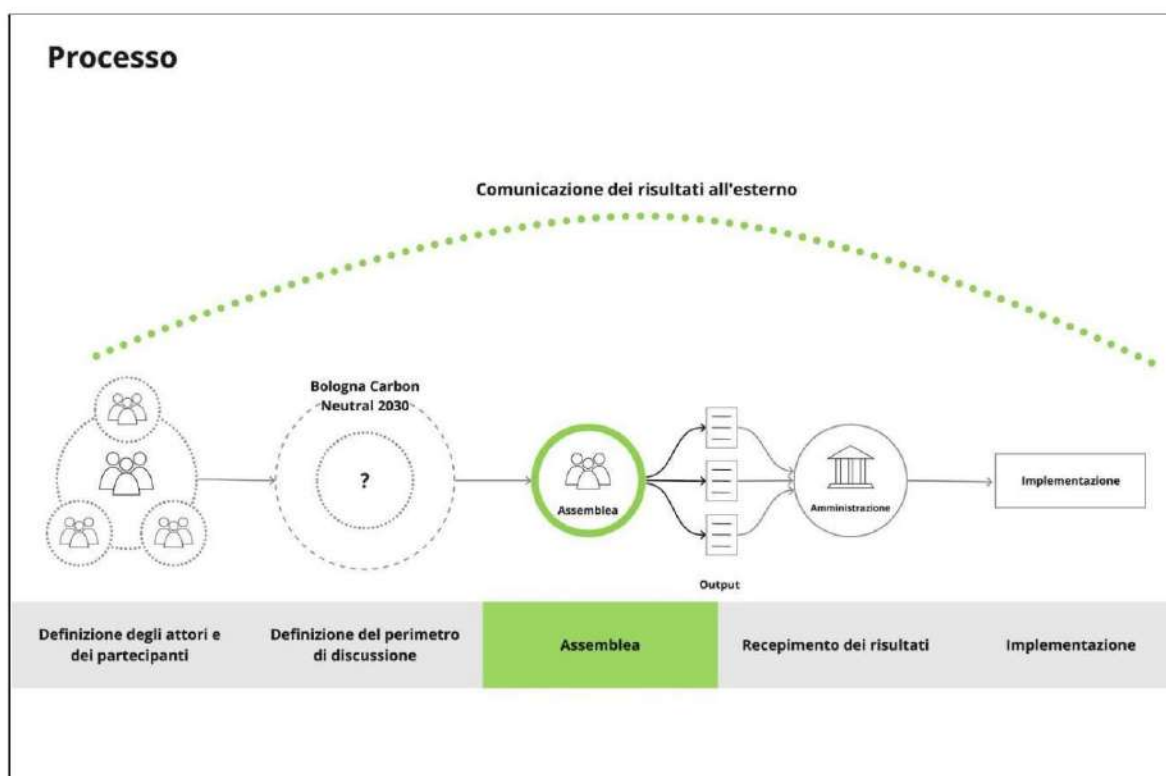 Processo
Comunicazione dei risultati all'esterno
Bologna Carbon
Neutral 2030
?
Assemblea
Amministrazione
Implementazione
Output
Definizione degli attori e
dei partecipanti
Definizione del perimetro
di discussione
Assemblea
Recepimento dei risultati
Implementazione